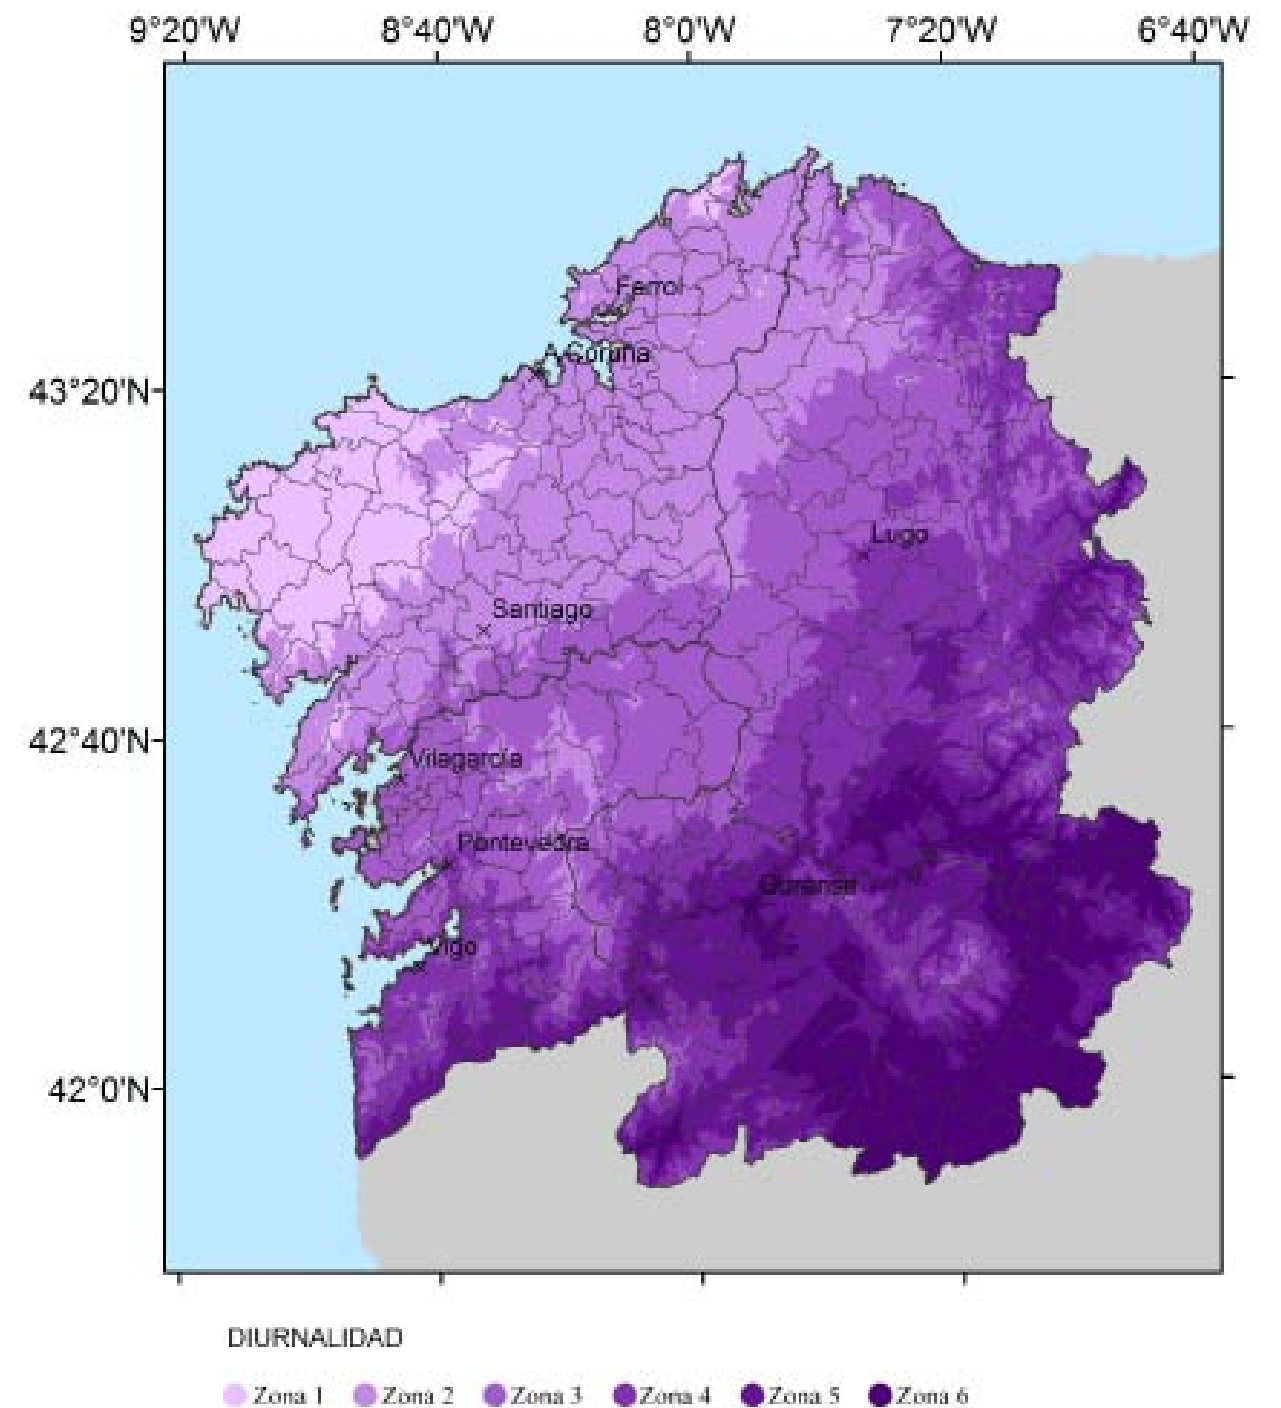 9°20'W 8°40'W 8°0'W 7°20'W 6°40'W
Ferrol
A Coruña
43°20'N
Lugo
Santiago
42°40'N
Vilagarcía
Pontevedra
Ourense
Vigo
42°0'N
DIURNALIDAD
Zona 1 Zona 2 Zona 3 Zona 4 Zona 5 Zona 6